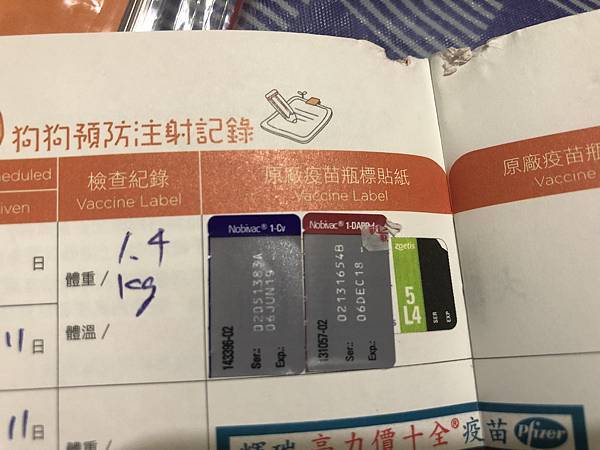 狗狗預防注射記錄
eduled
iven
檢查紀錄
Vaccine Label
原廠疫苗瓶標貼紙
Vaccine Label
原廠疫苗瓶
Vaccine
日
1.4
體重 / kg
體溫 /
11日
11日
體重 /
Nobivac® 1-Cv
02051383A
06JUN19
143396-02
Ser.:
Exp.:
Nobivac® 1-DAPP
02131654B
06DEC18
131057-02
Ser.:
Exp.:
zoetis
5
L4
SER
EXP
輝瑞 高力價十全® 疫苗 Pfizer